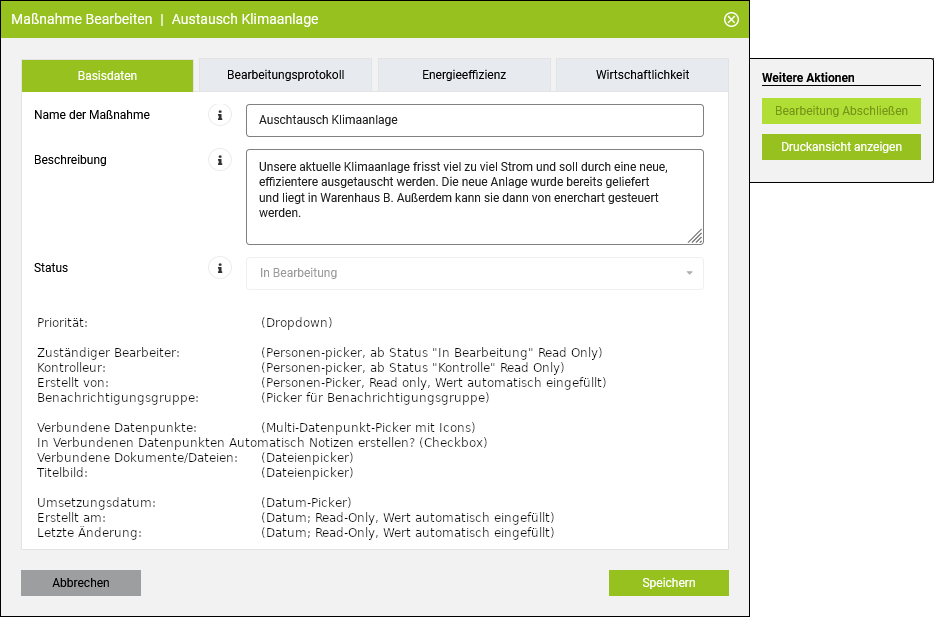 Maßnahme Bearbeiten | Austausch Klimaanlage
Basisdaten
Bearbeitungsprotokoll
Energieeffizienz
Wirtschaftlichkeit
Name der Maßnahme
Auschtausch Klimaanlage
Beschreibung
Unsere aktuelle Klimaanlage frisst viel zu viel Strom und soll durch eine neue,
effizientere ausgetauscht werden. Die neue Anlage wurde bereits geliefert
und liegt in Warenhaus B. Außerdem kann sie dann von enerchart gesteuert
werden.
Status
In Bearbeitung
Priorität: (Dropdown)
Zuständiger Bearbeiter: (Personen-picker, ab Status "In Bearbeitung" Read Only)
Kontrolleur: (Personen-picker, ab Status "Kontrolle" Read Only)
Erstellt von: (Personen-Picker, Read only, Wert automatisch eingefüllt)
Benachrichtigungsgruppe: (Picker für Benachrichtigungsgruppe)
Verbundene Datenpunkte: (Multi-Datenpunkt-Picker mit Icons)
In Verbundenen Datenpunkten Automatisch Notizen erstellen? (Checkbox)
Verbundene Dokumente/Dateien: (Dateienpicker)
Titelbild: (Dateienpicker)
Umsetzungsdatum: (Datum-Picker)
Erstellt am: (Datum; Read-Only, Wert automatisch eingefüllt)
Letzte Änderung: (Datum; Read-Only, Wert automatisch eingefüllt)
Abbrechen
Speichern
Weitere Aktionen
Bearbeitung Abschließen
Druckansicht anzeigen